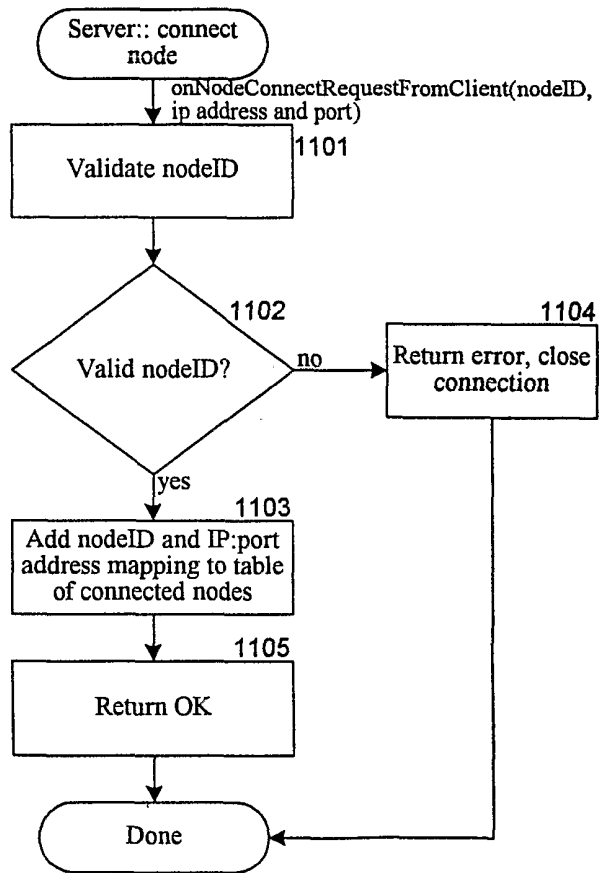 Server:: connect
node
onNodeConnectRequestFromClient(nodeID,
ip address and port)
1101
Validate nodeID
1102
Valid nodeID?
no
1104
Return error, close
connection
yes
1103
Add nodeID and IP:port
address mapping to table
of connected nodes
1105
Return OK
Done